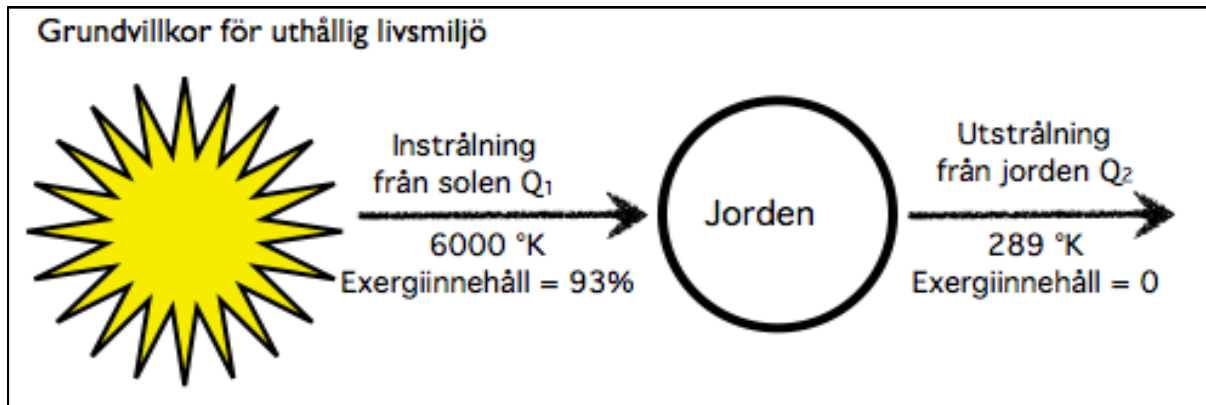 Grundvillkor för uthållig livsmiljö
Instrålning
från solen Q₁
6000 °K
Exergiinnehåll = 93%
Jorden
Utstrålning
från jorden Q₂
289 °K
Exergiinnehåll = 0